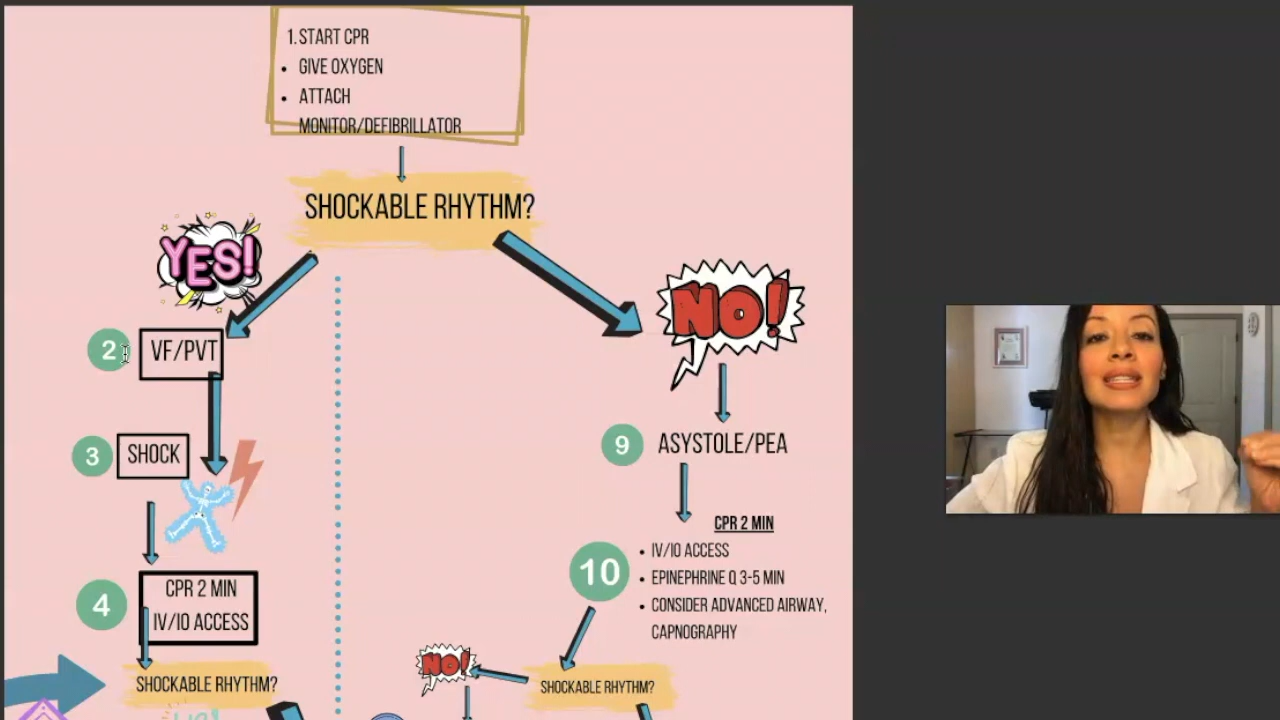 1. START CPR
• GIVE OXYGEN
• ATTACH
MONITOR/DEFIBRILLATOR
SHOCKABLE RHYTHM?
YES!
NO!
2
VF/PVT
3
SHOCK
9
ASYSTOLE/PEA
4
CPR 2 MIN
IV/IO ACCESS
10
CPR 2 MIN
• IV/IO ACCESS
• EPINEPHRINE Q 3-5 MIN
• CONSIDER ADVANCED AIRWAY,
CAPNOGRAPHY
SHOCKABLE RHYTHM?
NO!
SHOCKABLE RHYTHM?